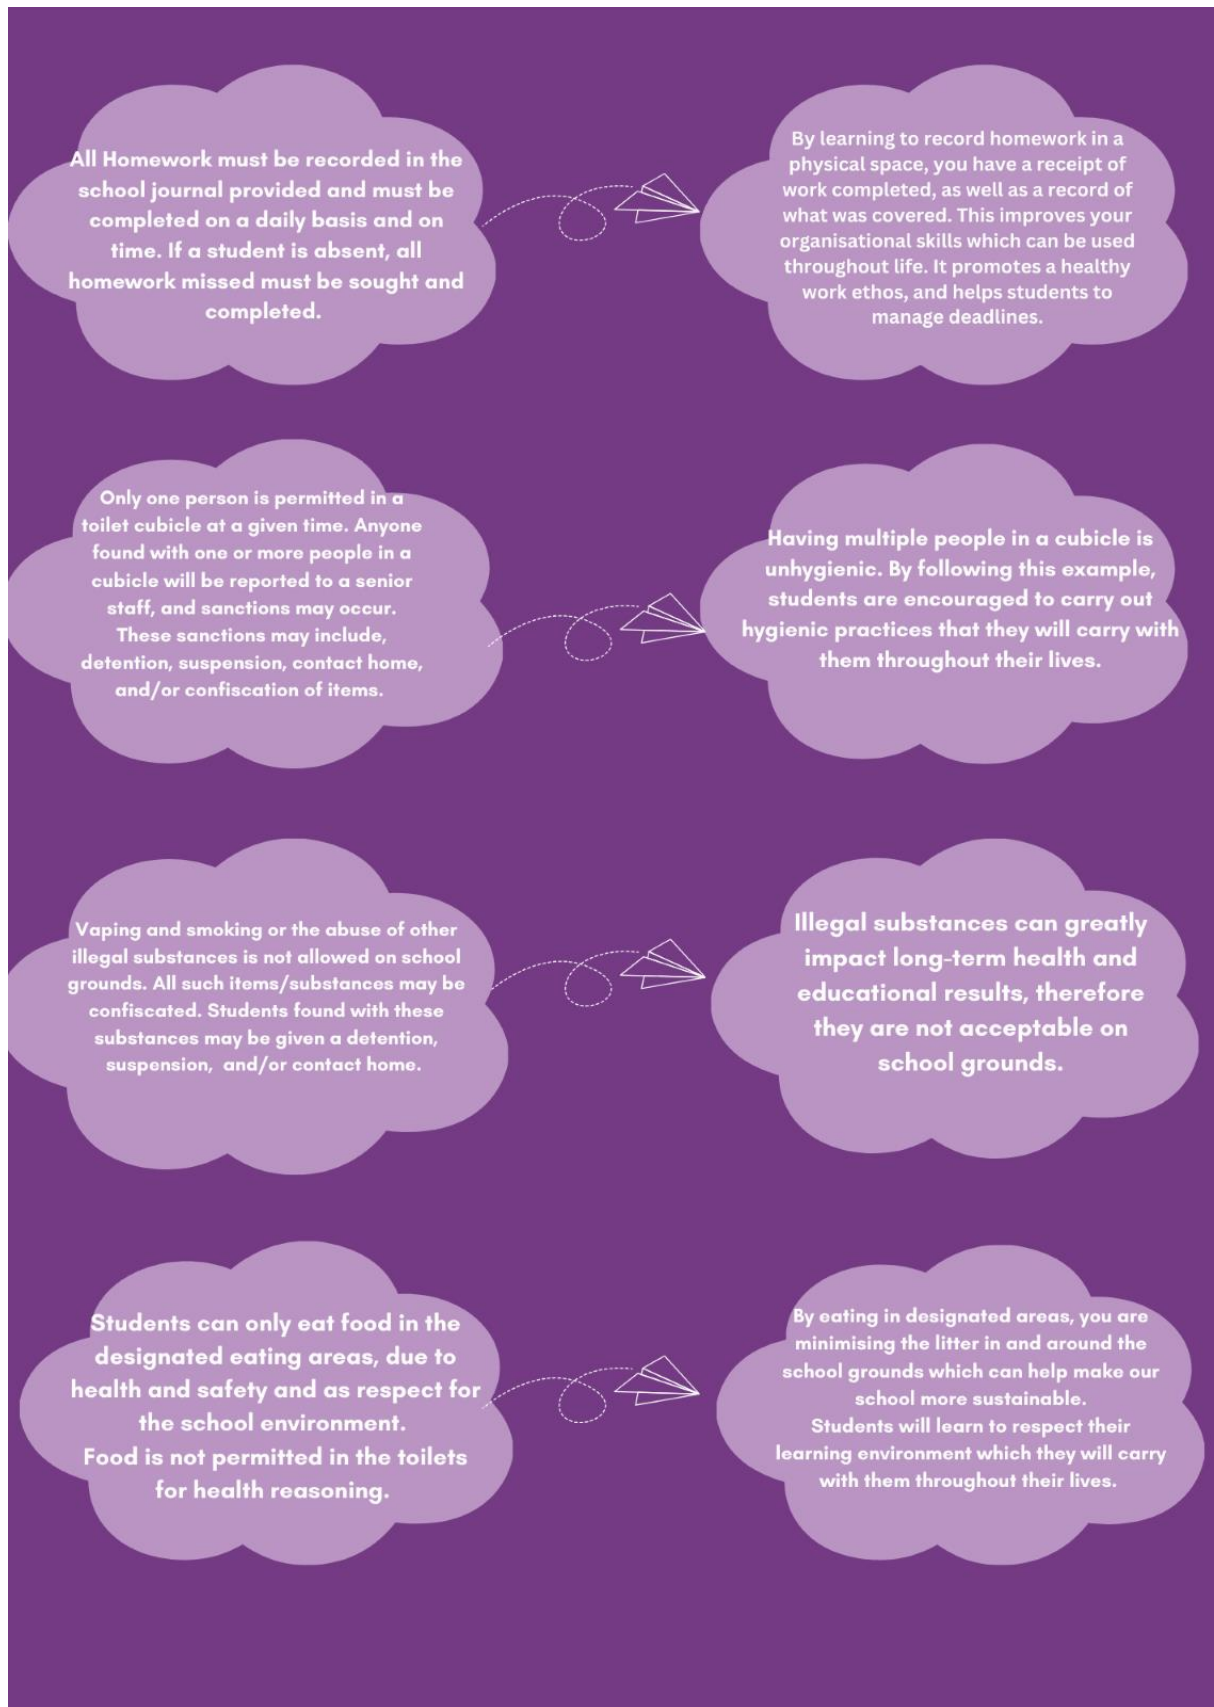 All Homework must be recorded in the
school journal provided and must be
completed on a daily basis and on
time. If a student is absent, all
homework missed must be sought and
completed.
By learning to record homework in a
physical space, you have a receipt of
work completed, as well as a record of
what was covered. This improves your
organisational skills which can be used
throughout life. It promotes a healthy
work ethos, and helps students to
manage deadlines.
Only one person is permitted in a
toilet cubicle at a given time. Anyone
found with one or more people in a
cubicle will be reported to a senior
staff, and sanctions may occur.
These sanctions may include,
detention, suspension, contact home,
and/or confiscation of items.
Having multiple people in a cubicle is
unhygienic. By following this example,
students are encouraged to carry out
hygienic practices that they will carry with
them throughout their lives.
Vaping and smoking or the abuse of other
illegal substances is not allowed on school
grounds. All such items/substances may be
confiscated. Students found with these
substances may be given a detention,
suspension, and/or contact home.
Illegal substances can greatly
impact long-term health and
educational results, therefore
they are not acceptable on
school grounds.
Students can only eat food in the
designated eating areas, due to
health and safety and as respect for
the school environment.
Food is not permitted in the toilets
for health reasoning.
By eating in designated areas, you are
minimising the litter in and around the
school grounds which can help make our
school more sustainable.
Students will learn to respect their
learning environment which they will carry
with them throughout their lives.